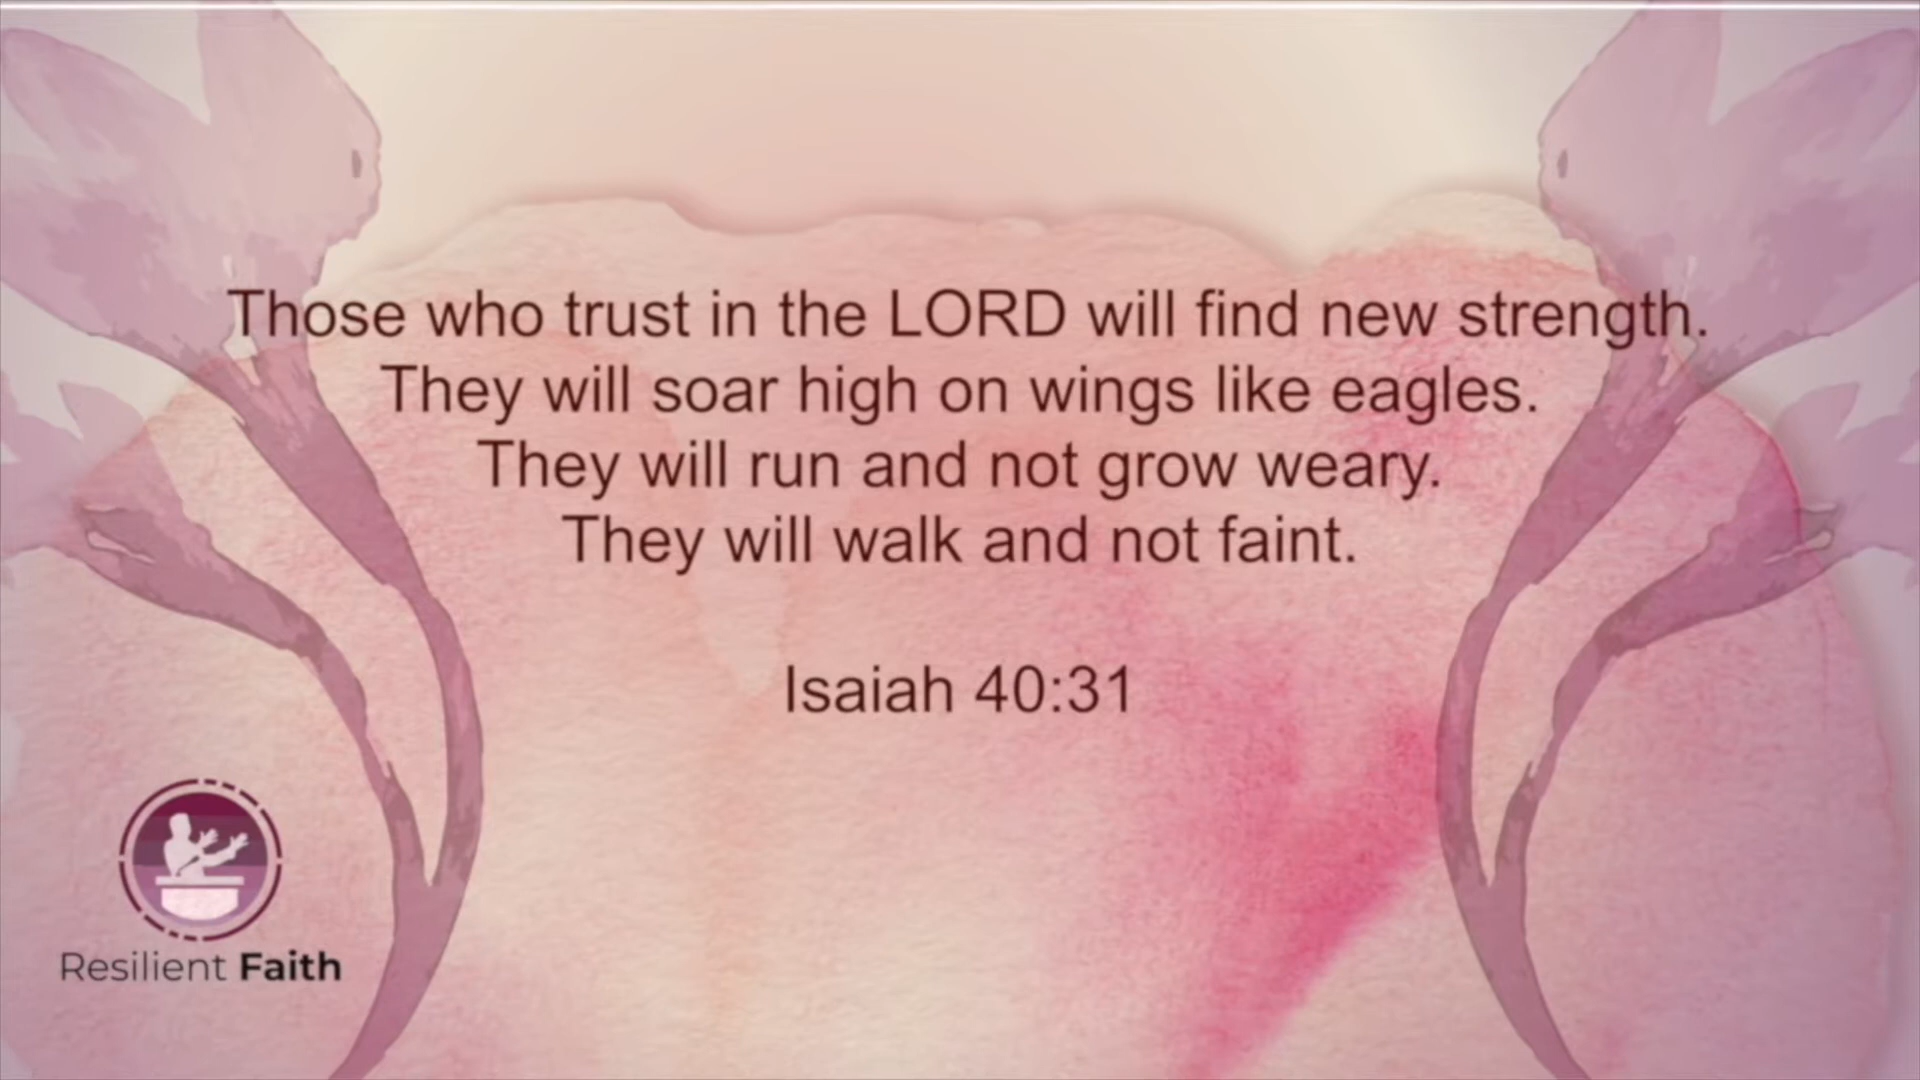 Those who trust in the LORD will find new strength.
They will soar high on wings like eagles.
They will run and not grow weary.
They will walk and not faint.
Isaiah 40:31
Resilient Faith